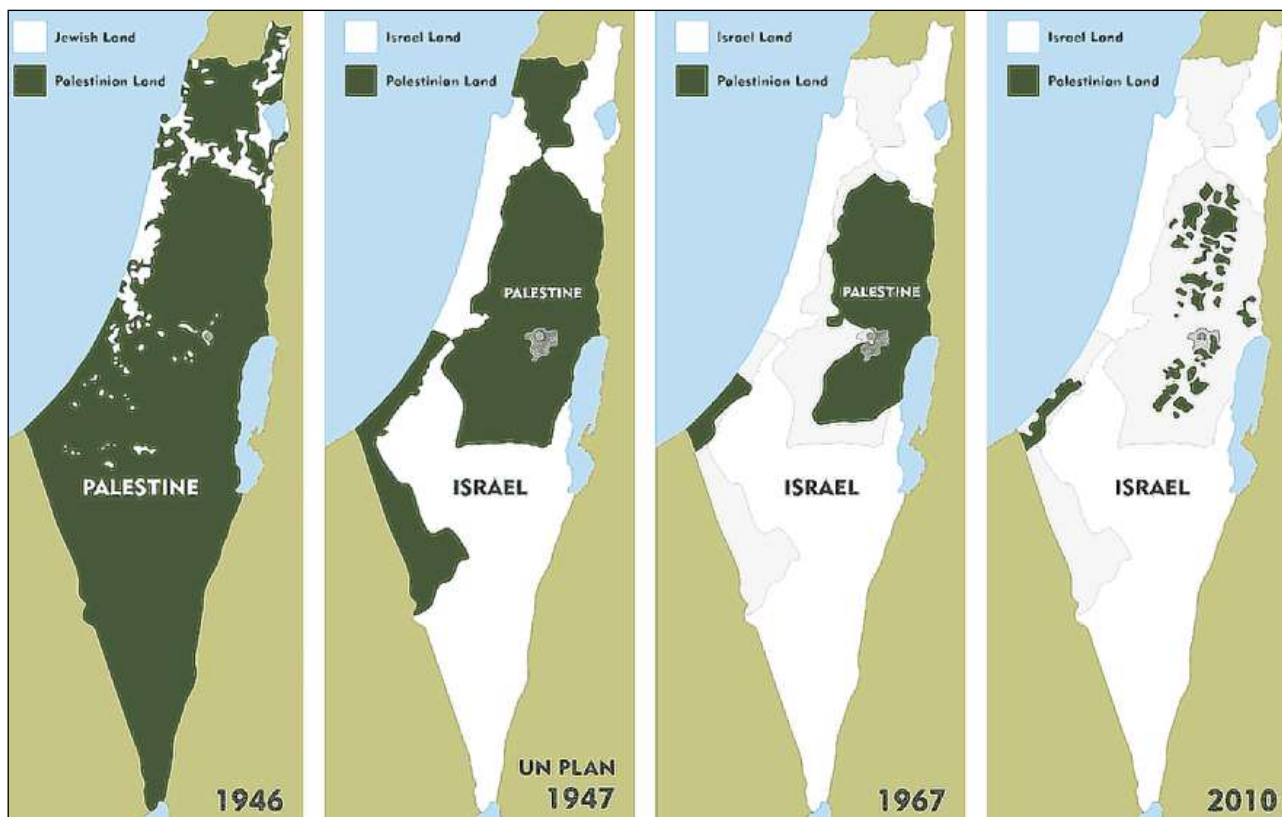 Jewish Land
Palestinian Land
PALESTINE
1946
Israel Land
Palestinian Land
PALESTINE
ISRAEL
UN PLAN
1947
Israel Land
Palestinian Land
PALESTINE
ISRAEL
1967
Israel Land
Palestinian Land
ISRAEL
2010